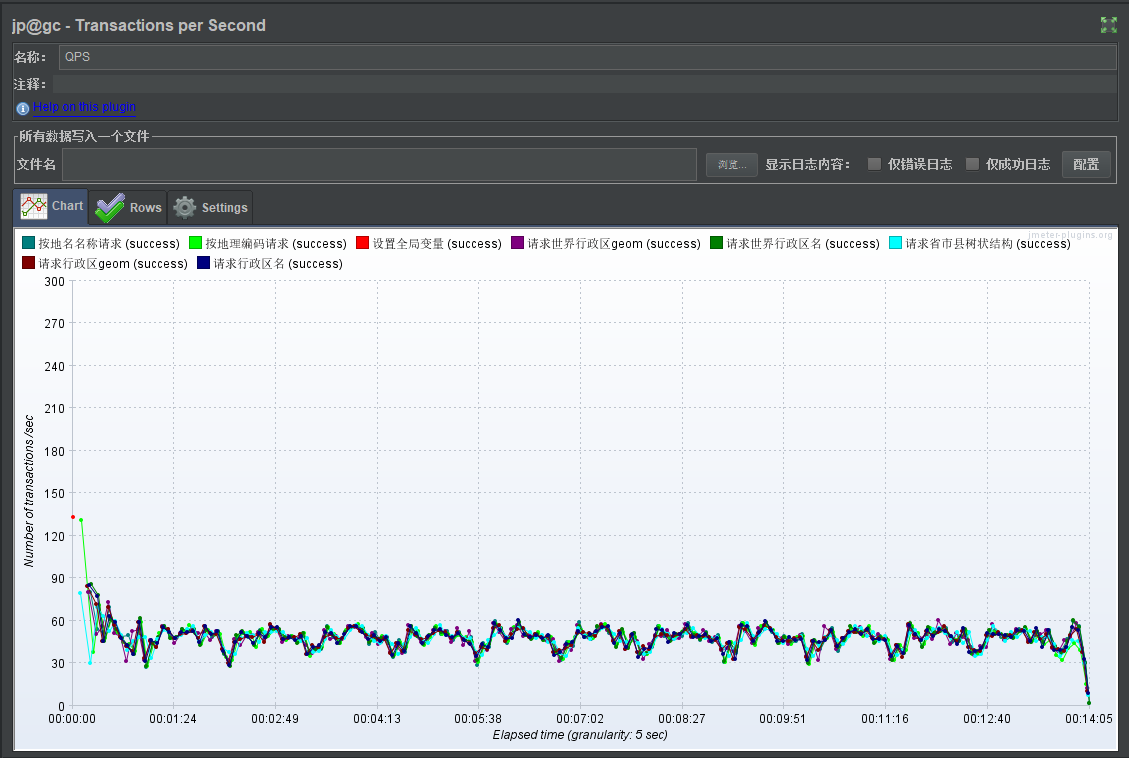 jp@gc - Transactions per Second
名称： QPS
注释：
Help on this plugin
所有数据写入一个文件
文件名 浏览... 显示日志内容： 仅错误日志 仅成功日志 配置
Chart Rows Settings
jmeter-plugins.org
按地名名称请求 (success) 按地理编码请求 (success) 设置全局变量 (success) 请求世界行政区geom (success) 请求世界行政区名 (success) 请求省市县树状结构 (success)
请求行政区geom (success) 请求行政区名 (success)
300
270
240
210
180
150
120
90
60
30
0
Number of transactions /sec
00:00:00 00:01:24 00:02:49 00:04:13 00:05:38 00:07:02 00:08:27 00:09:51 00:11:16 00:12:40 00:14:05
Elapsed time (granularity: 5 sec)